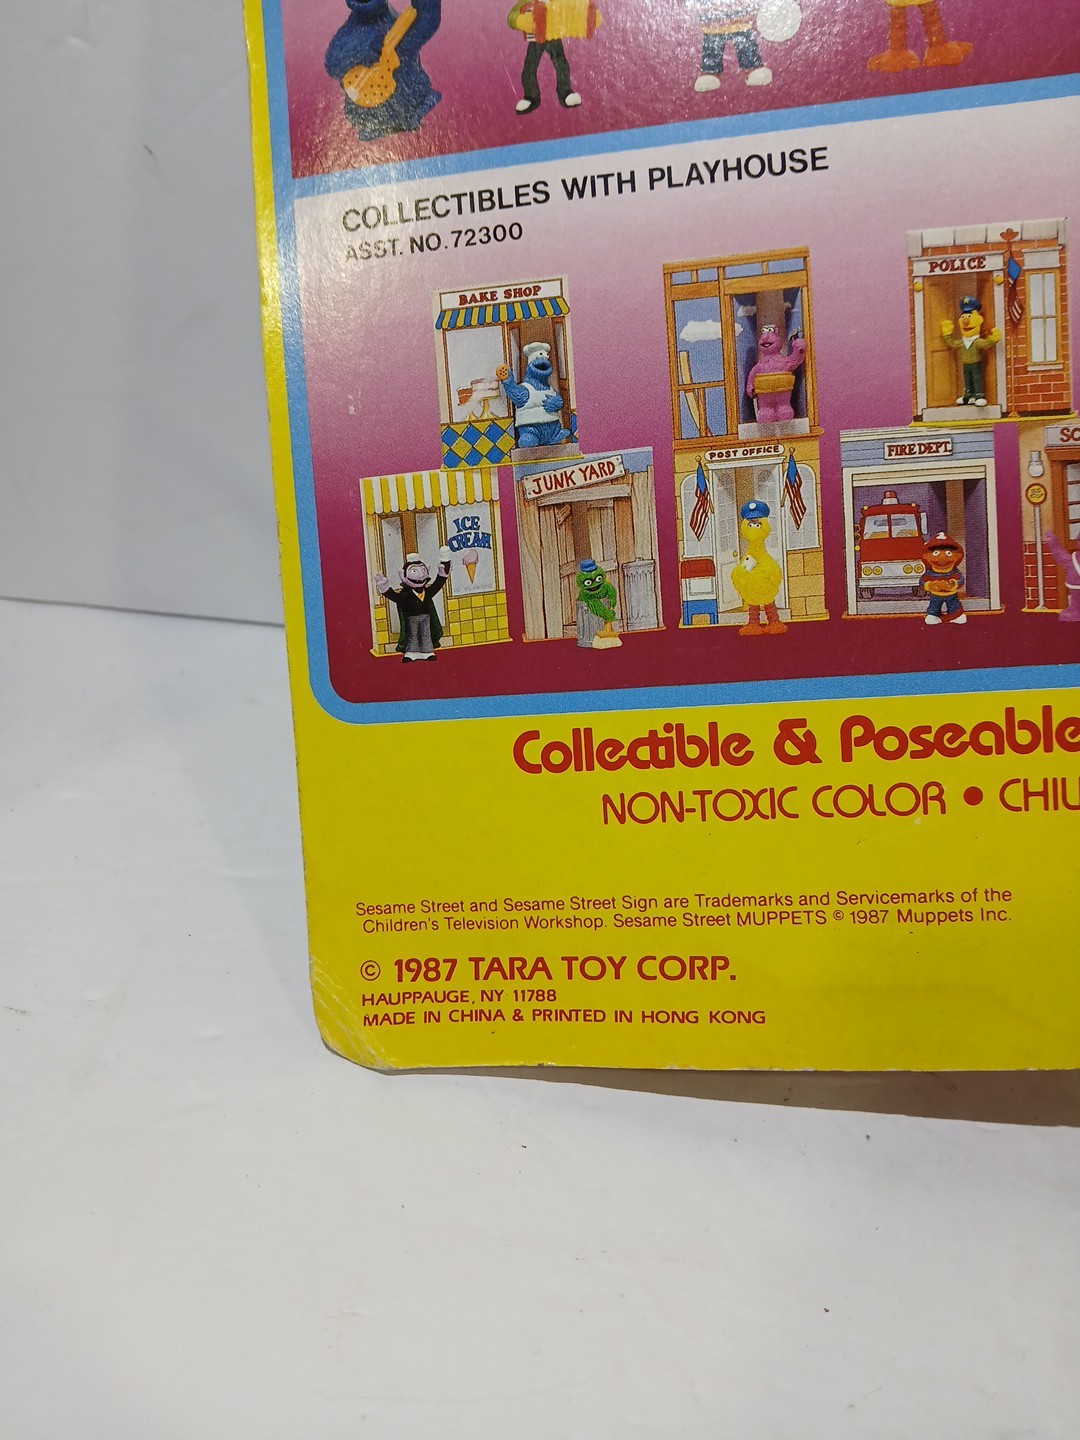 COLLECTIBLES WITH PLAYHOUSE
ASST. NO. 72300
BAKE SHOP
POLICE
ICE
CREAM
JUNK YARD
POST OFFICE
FIRE DEPT.
SC
Collectible & Poseable
NON-TOXIC COLOR • CHIL
Sesame Street and Sesame Street Sign are Trademarks and Servicemarks of the
Children's Television Workshop. Sesame Street MUPPETS © 1987 Muppets Inc.
© 1987 TARA TOY CORP.
HAUPPAUGE, NY 11788
MADE IN CHINA & PRINTED IN HONG KONG